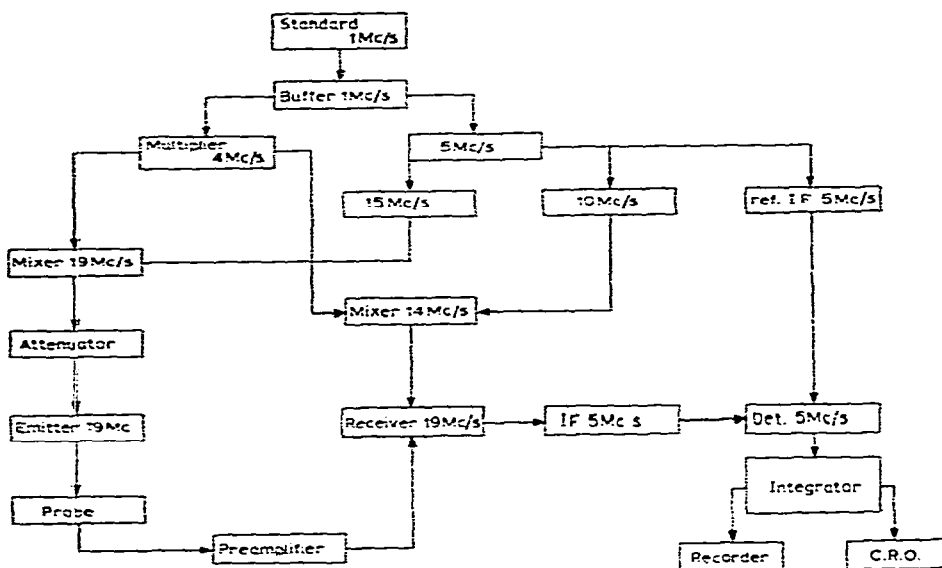 Standard
1Mc/s
Buffer 1Mc/s
Multiplier
4Mc/s
5Mc/s
15Mc/s
10Mc/s
ref. IF 5Mc/s
Mixer 19Mc/s
Mixer 14Mc/s
Attenuator
Emitter 19Mc
Receiver 19Mc/s
IF 5Mc s
Det. 5Mc/s
Integrator
Probe
Preamplifier
Recorder
C.R.O.